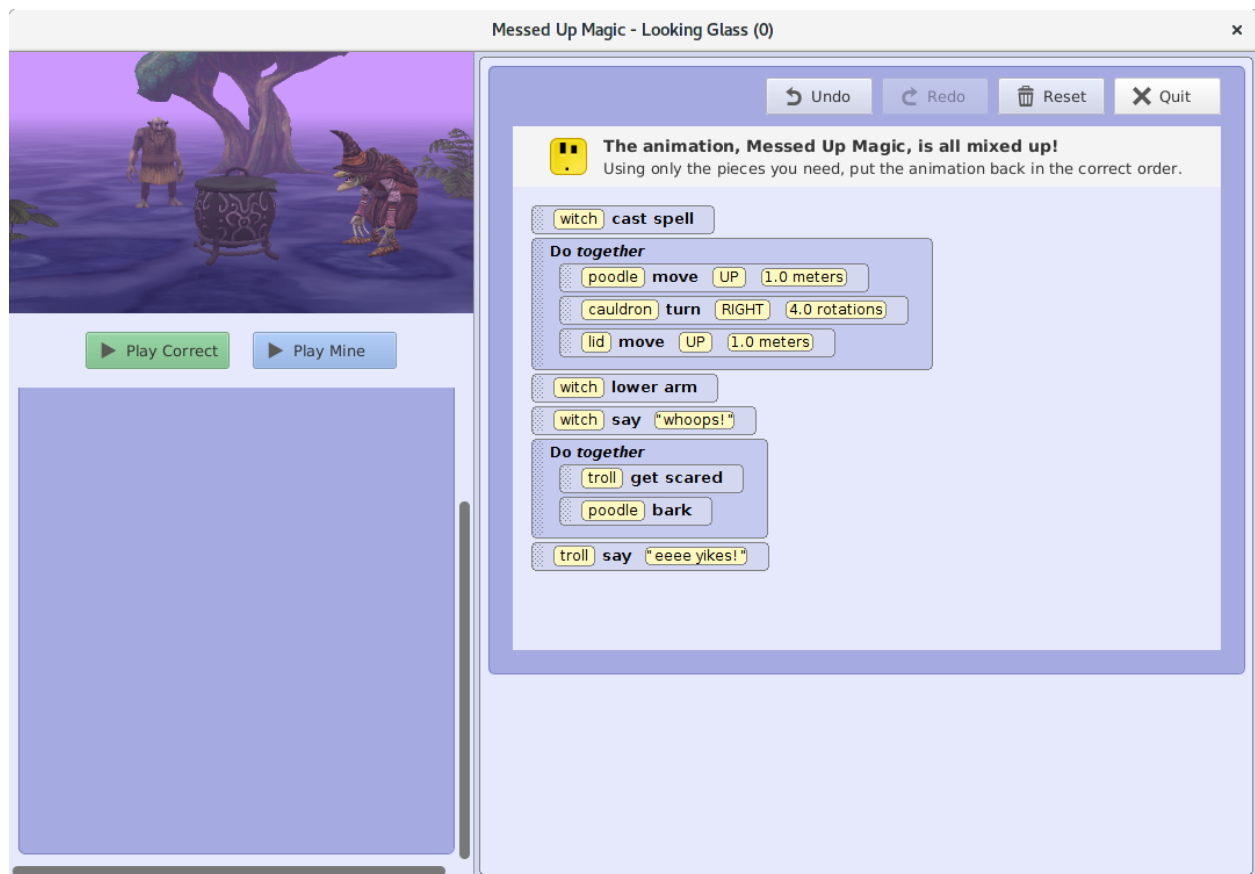 Messed Up Magic - Looking Glass (0)
Undo Redo Reset Quit
The animation, Messed Up Magic, is all mixed up!
Using only the pieces you need, put the animation back in the correct order.
witch cast spell
Do together
poodle move UP 1.0 meters
cauldron turn RIGHT 4.0 rotations
lid move UP 1.0 meters
witch lower arm
witch say "whoops!"
Do together
troll get scared
poodle bark
troll say "eeee yikes!"
Play Correct Play Mine